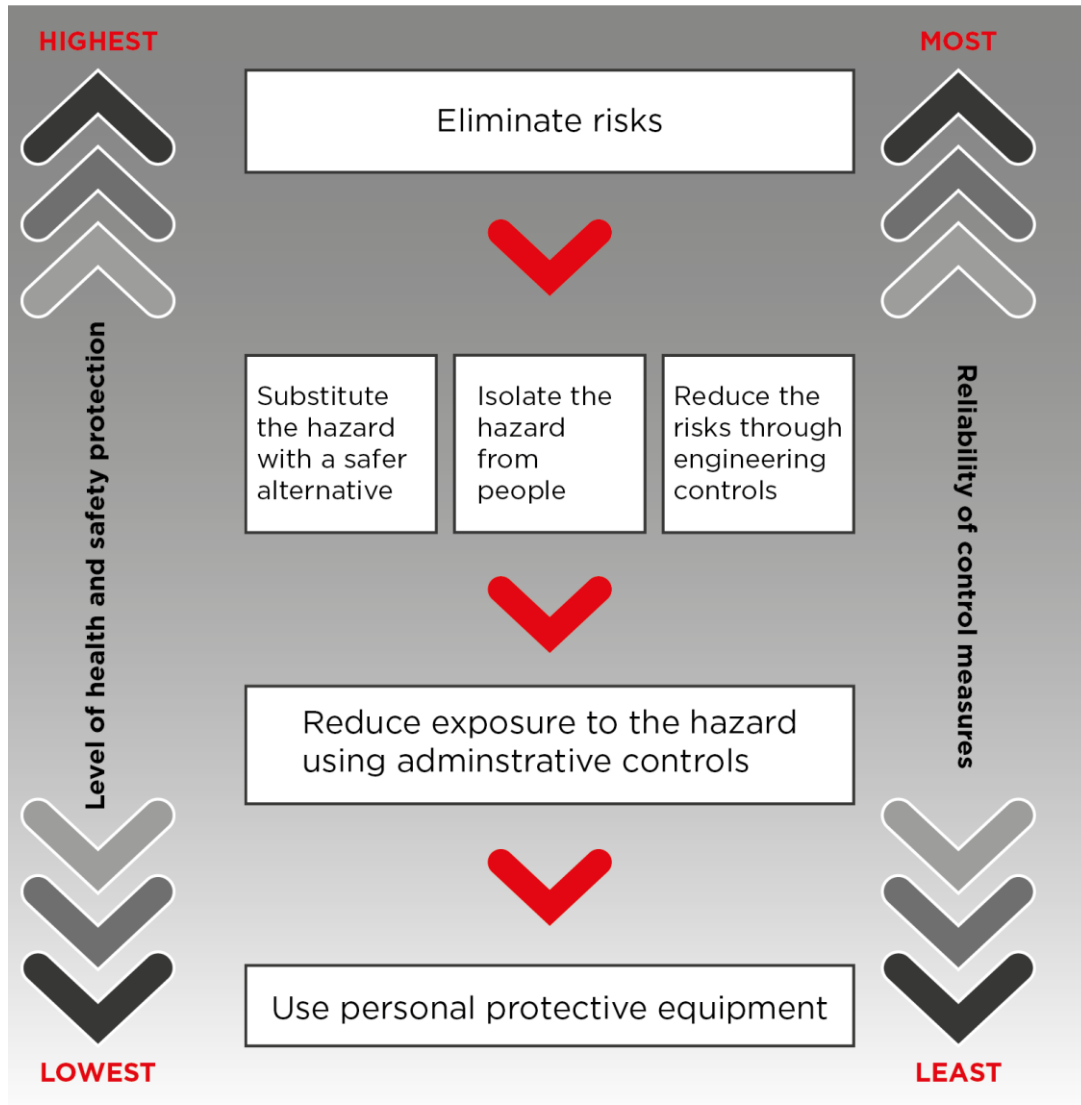 HIGHEST
MOST
Eliminate risks
Substitute
the hazard
with a safer
alternative
Isolate the
hazard
from
people
Reduce the
risks through
engineering
controls
Level of health and safety protection
Reliability of control measures
Reduce exposure to the hazard
using adminstrative controls
Use personal protective equipment
LOWEST
LEAST